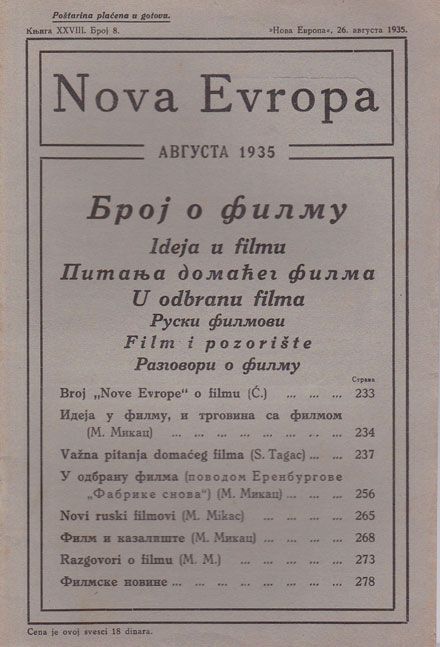 Poštarina plaćena u gotovu.
Књига XXVIII. Број 8.
»Нова Европа«, 26. августа 1935.
Nova Evropa
АВГУСТА 1935
Број о филму
Ideja u filmu
Питања домаћег филма
U odbranu filma
Руски филмови
Film i pozorište
Разговори о филму
Страна
Broj „Nove Evrope“ o filmu (Ć.) ... ... ... 233
Идеја у филму, и трговина са филмом
(М. Микац) ... ... ... ... ... ... ... 234
Važna pitanja domaćeg filma (S. Tagac) ... ... 237
У одбрану филма (поводом Еренбургове
„Фабрике снова“) (М. Микац) ... ... ... 256
Novi ruski filmovi (M. Mikac) ... ... ... 265
Филм и казалиште (М. Микац) ... ... ... 268
Razgovori o filmu (M. M.) ... ... ... ... 273
Филмске новине ... ... ... ... ... ... 278
Cena je ovoj svesci 18 dinara.